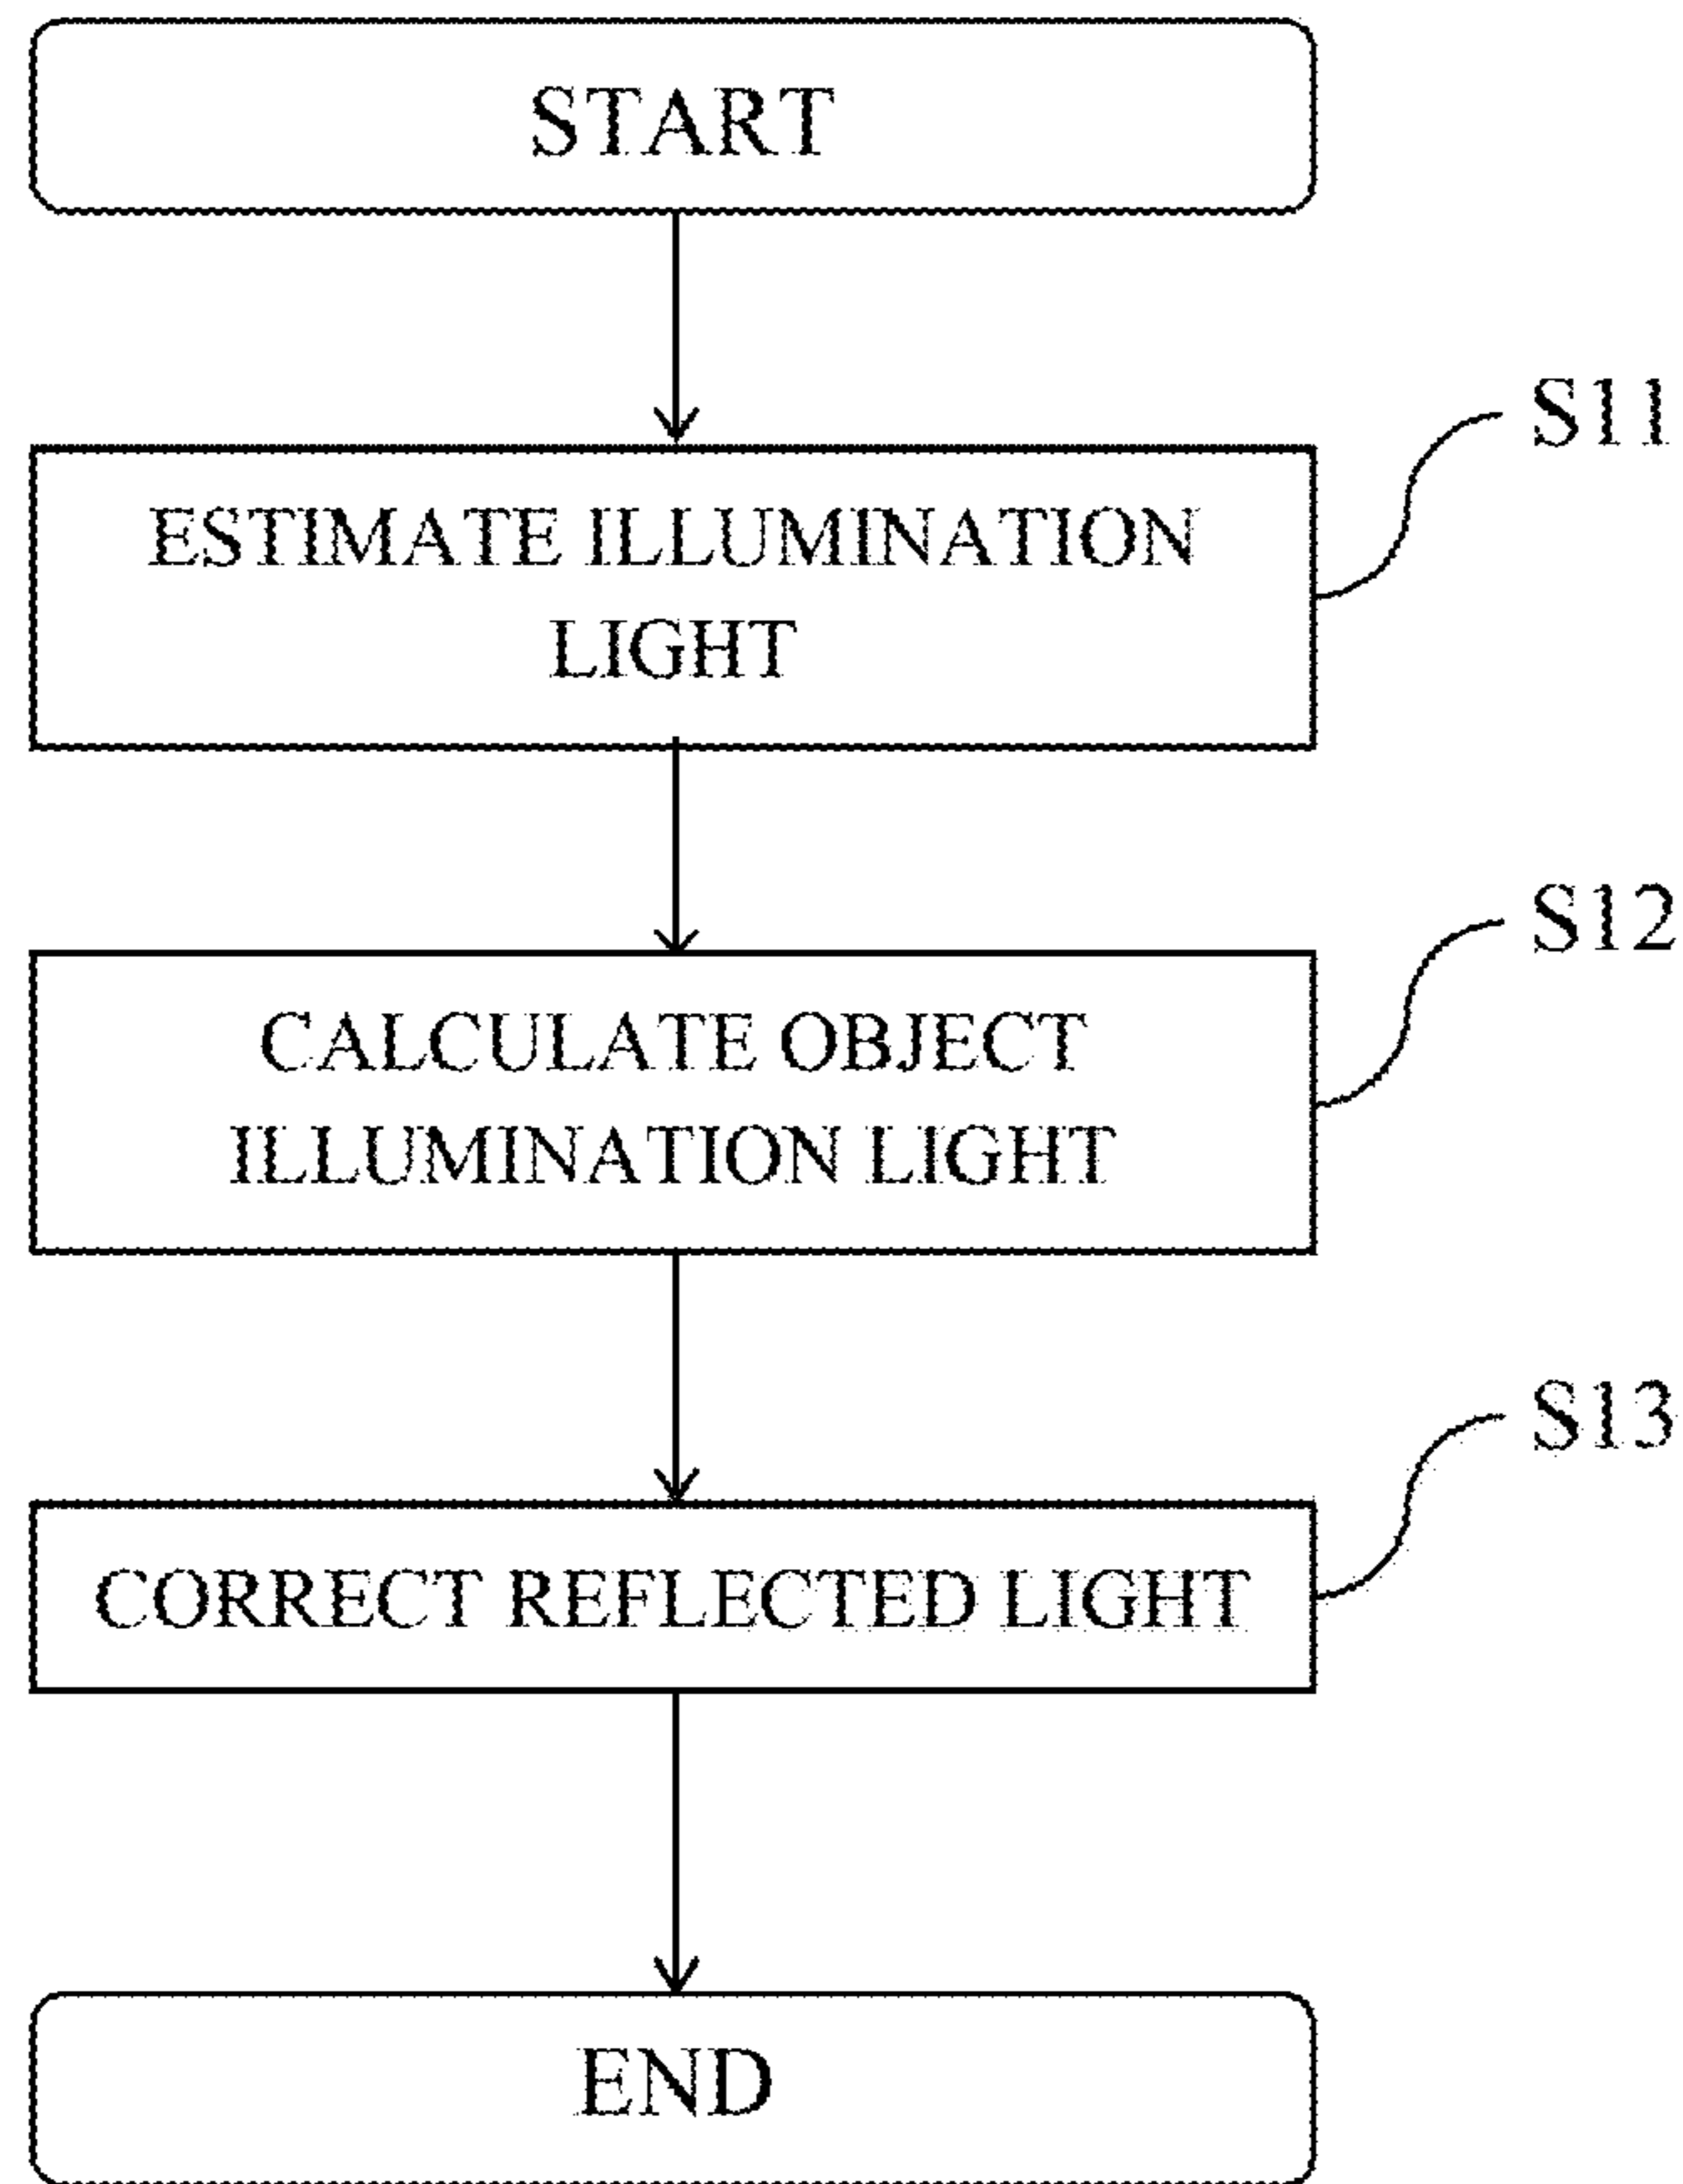 START
S11
ESTIMATE ILLUMINATION
LIGHT
S12
CALCULATE OBJECT
ILLUMINATION LIGHT
S13
CORRECT REFLECTED LIGHT
END